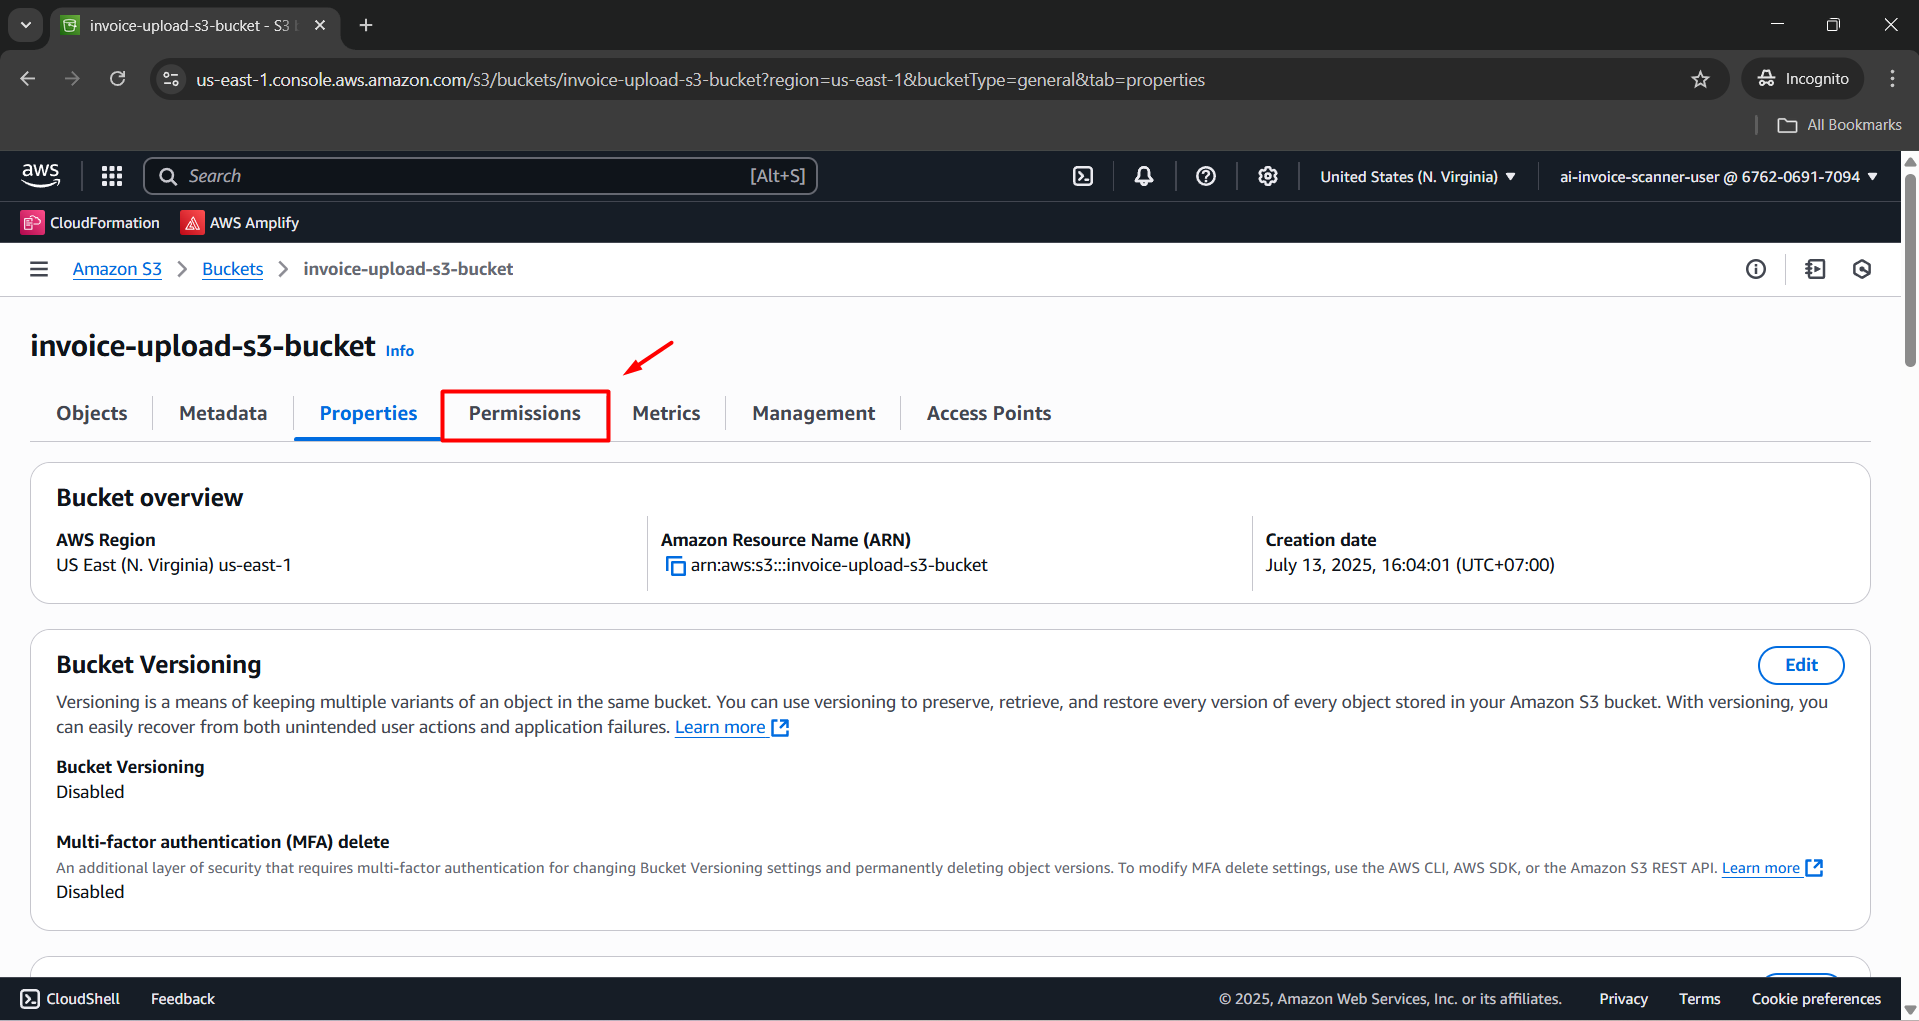 invoice-upload-s3-bucket - S3 b
us-east-1.console.aws.amazon.com/s3/buckets/invoice-upload-s3-bucket?region=us-east-1&bucketType=general&tab=properties
Incognito
All Bookmarks
aws
Search
[Alt+S]
United States (N. Virginia)
ai-invoice-scanner-user @ 6762-0691-7094
CloudFormation
AWS Amplify
Amazon S3
Buckets
invoice-upload-s3-bucket
invoice-upload-s3-bucket Info
Objects
Metadata
Properties
Permissions
Metrics
Management
Access Points
Bucket overview
AWS Region
US East (N. Virginia) us-east-1
Amazon Resource Name (ARN)
arn:aws:s3:::invoice-upload-s3-bucket
Creation date
July 13, 2025, 16:04:01 (UTC+07:00)
Bucket Versioning
Edit
Versioning is a means of keeping multiple variants of an object in the same bucket. You can use versioning to preserve, retrieve, and restore every version of every object stored in your Amazon S3 bucket. With versioning, you
can easily recover from both unintended user actions and application failures. Learn more
Bucket Versioning
Disabled
Multi-factor authentication (MFA) delete
An additional layer of security that requires multi-factor authentication for changing Bucket Versioning settings and permanently deleting object versions. To modify MFA delete settings, use the AWS CLI, AWS SDK, or the Amazon S3 REST API. Learn more
Disabled
CloudShell
Feedback
© 2025, Amazon Web Services, Inc. or its affiliates.
Privacy
Terms
Cookie preferences